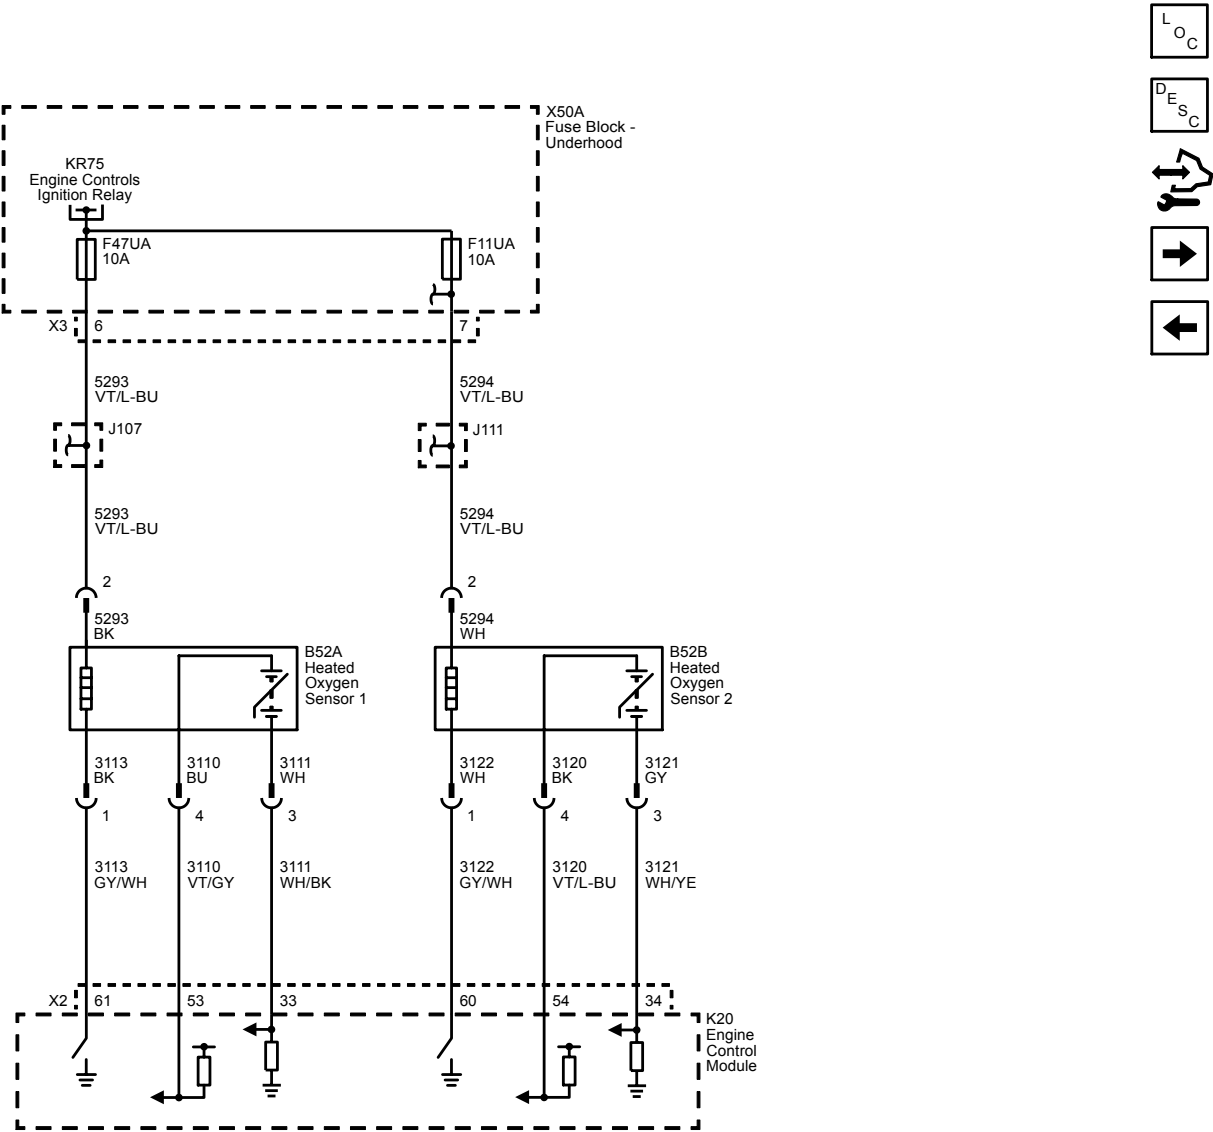 LOC
DESC
X50A
Fuse Block -
Underhood
KR75
Engine Controls
Ignition Relay
F47UA
10A
F11UA
10A
X3 6 7
5293
VT/L-BU
5294
VT/L-BU
J107
J111
5293
VT/L-BU
5294
VT/L-BU
2
2
5293
BK
5294
WH
B52A
Heated
Oxygen
Sensor 1
B52B
Heated
Oxygen
Sensor 2
3113
BK
3110
BU
3111
WH
3122
WH
3120
BK
3121
GY
1 4 3 1 4 3
3113
GY/WH
3110
VT/GY
3111
WH/BK
3122
GY/WH
3120
VT/L-BU
3121
WH/YE
X2 61 53 33 60 54 34
K20
Engine
Control
Module